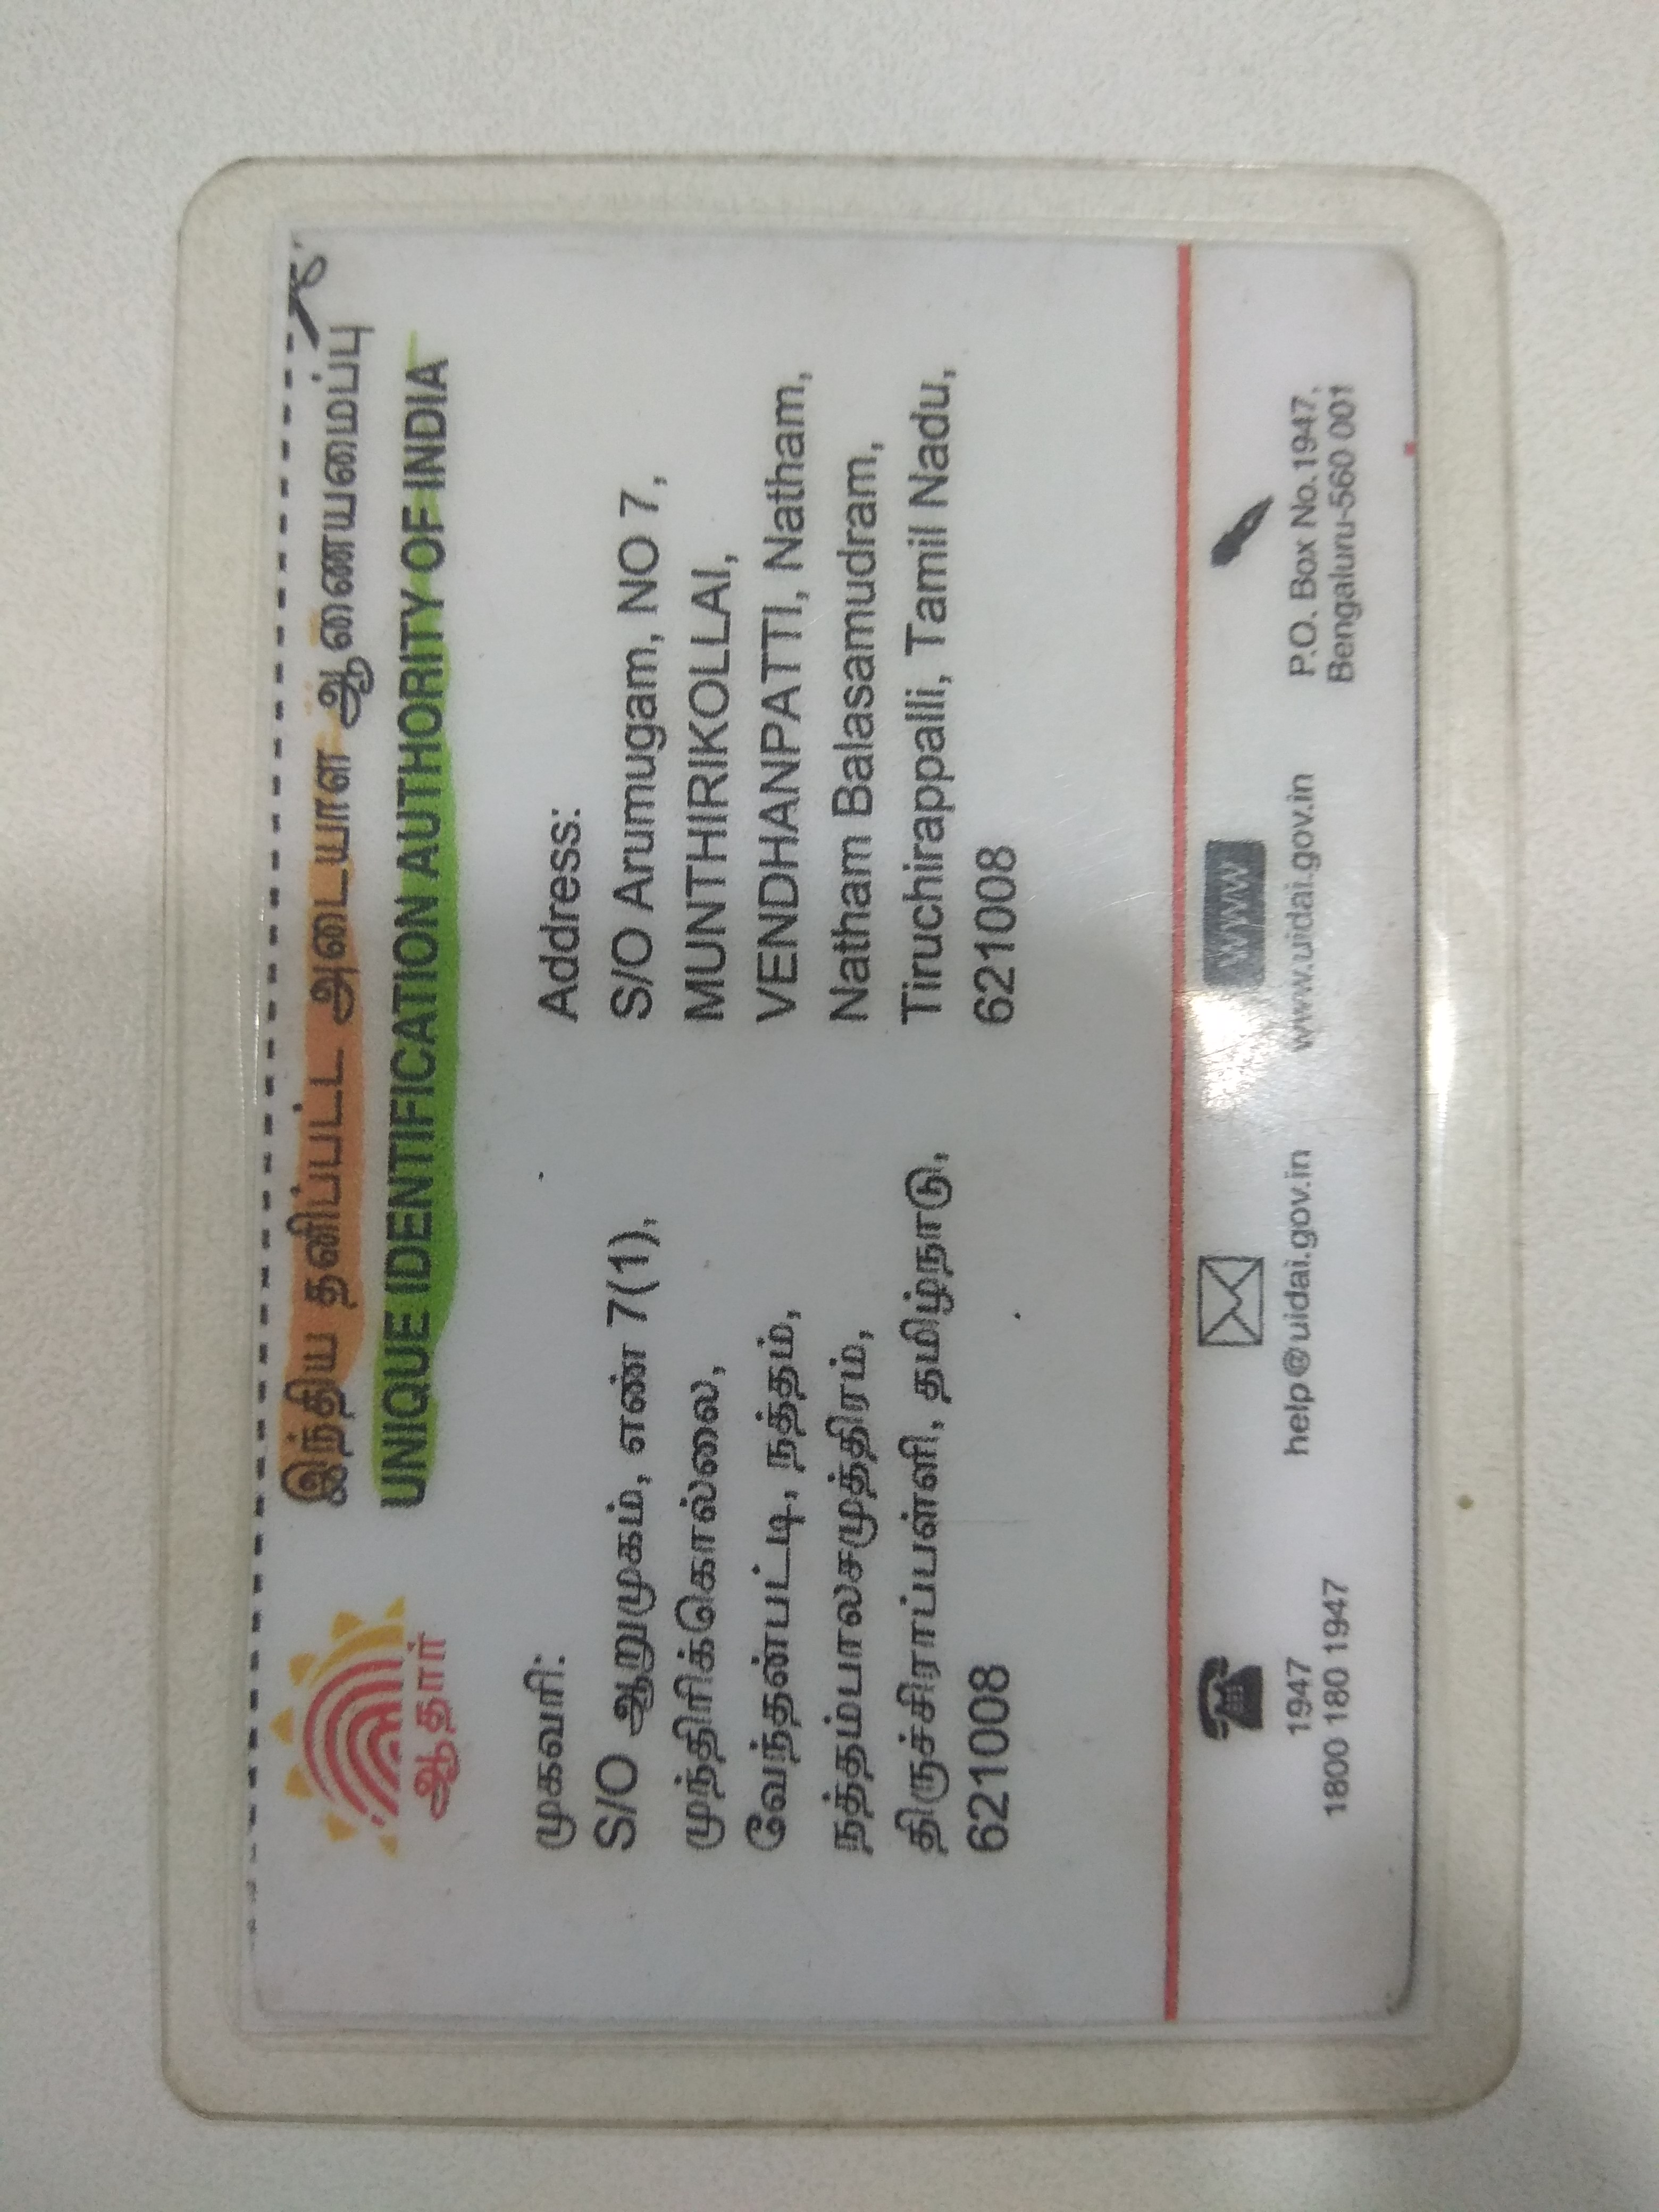 இந்திய தனிப்பட்ட அடையாள ஆணையமைப்பு
UNIQUE IDENTIFICATION AUTHORITY OF INDIA
ஆதார்
முகவரி:
S/O ஆறுமுகம், எண் 7(1),
முந்திரிக்கொல்லை,
வேந்தன்பட்டி, நத்தம்,
நத்தம்பாலசமுத்திரம்,
திருச்சிராப்பள்ளி, தமிழ்நாடு,
621008
Address:
S/O Arumugam, NO 7,
MUNTHIRIKOLLAI,
VENDHANPATTI, Natham,
Natham Balasamudram,
Tiruchirappalli, Tamil Nadu,
621008
1947
1800 180 1947
help@uidai.gov.in
www
www.uidai.gov.in
P.O. Box No.1947,
Bengaluru-560 001